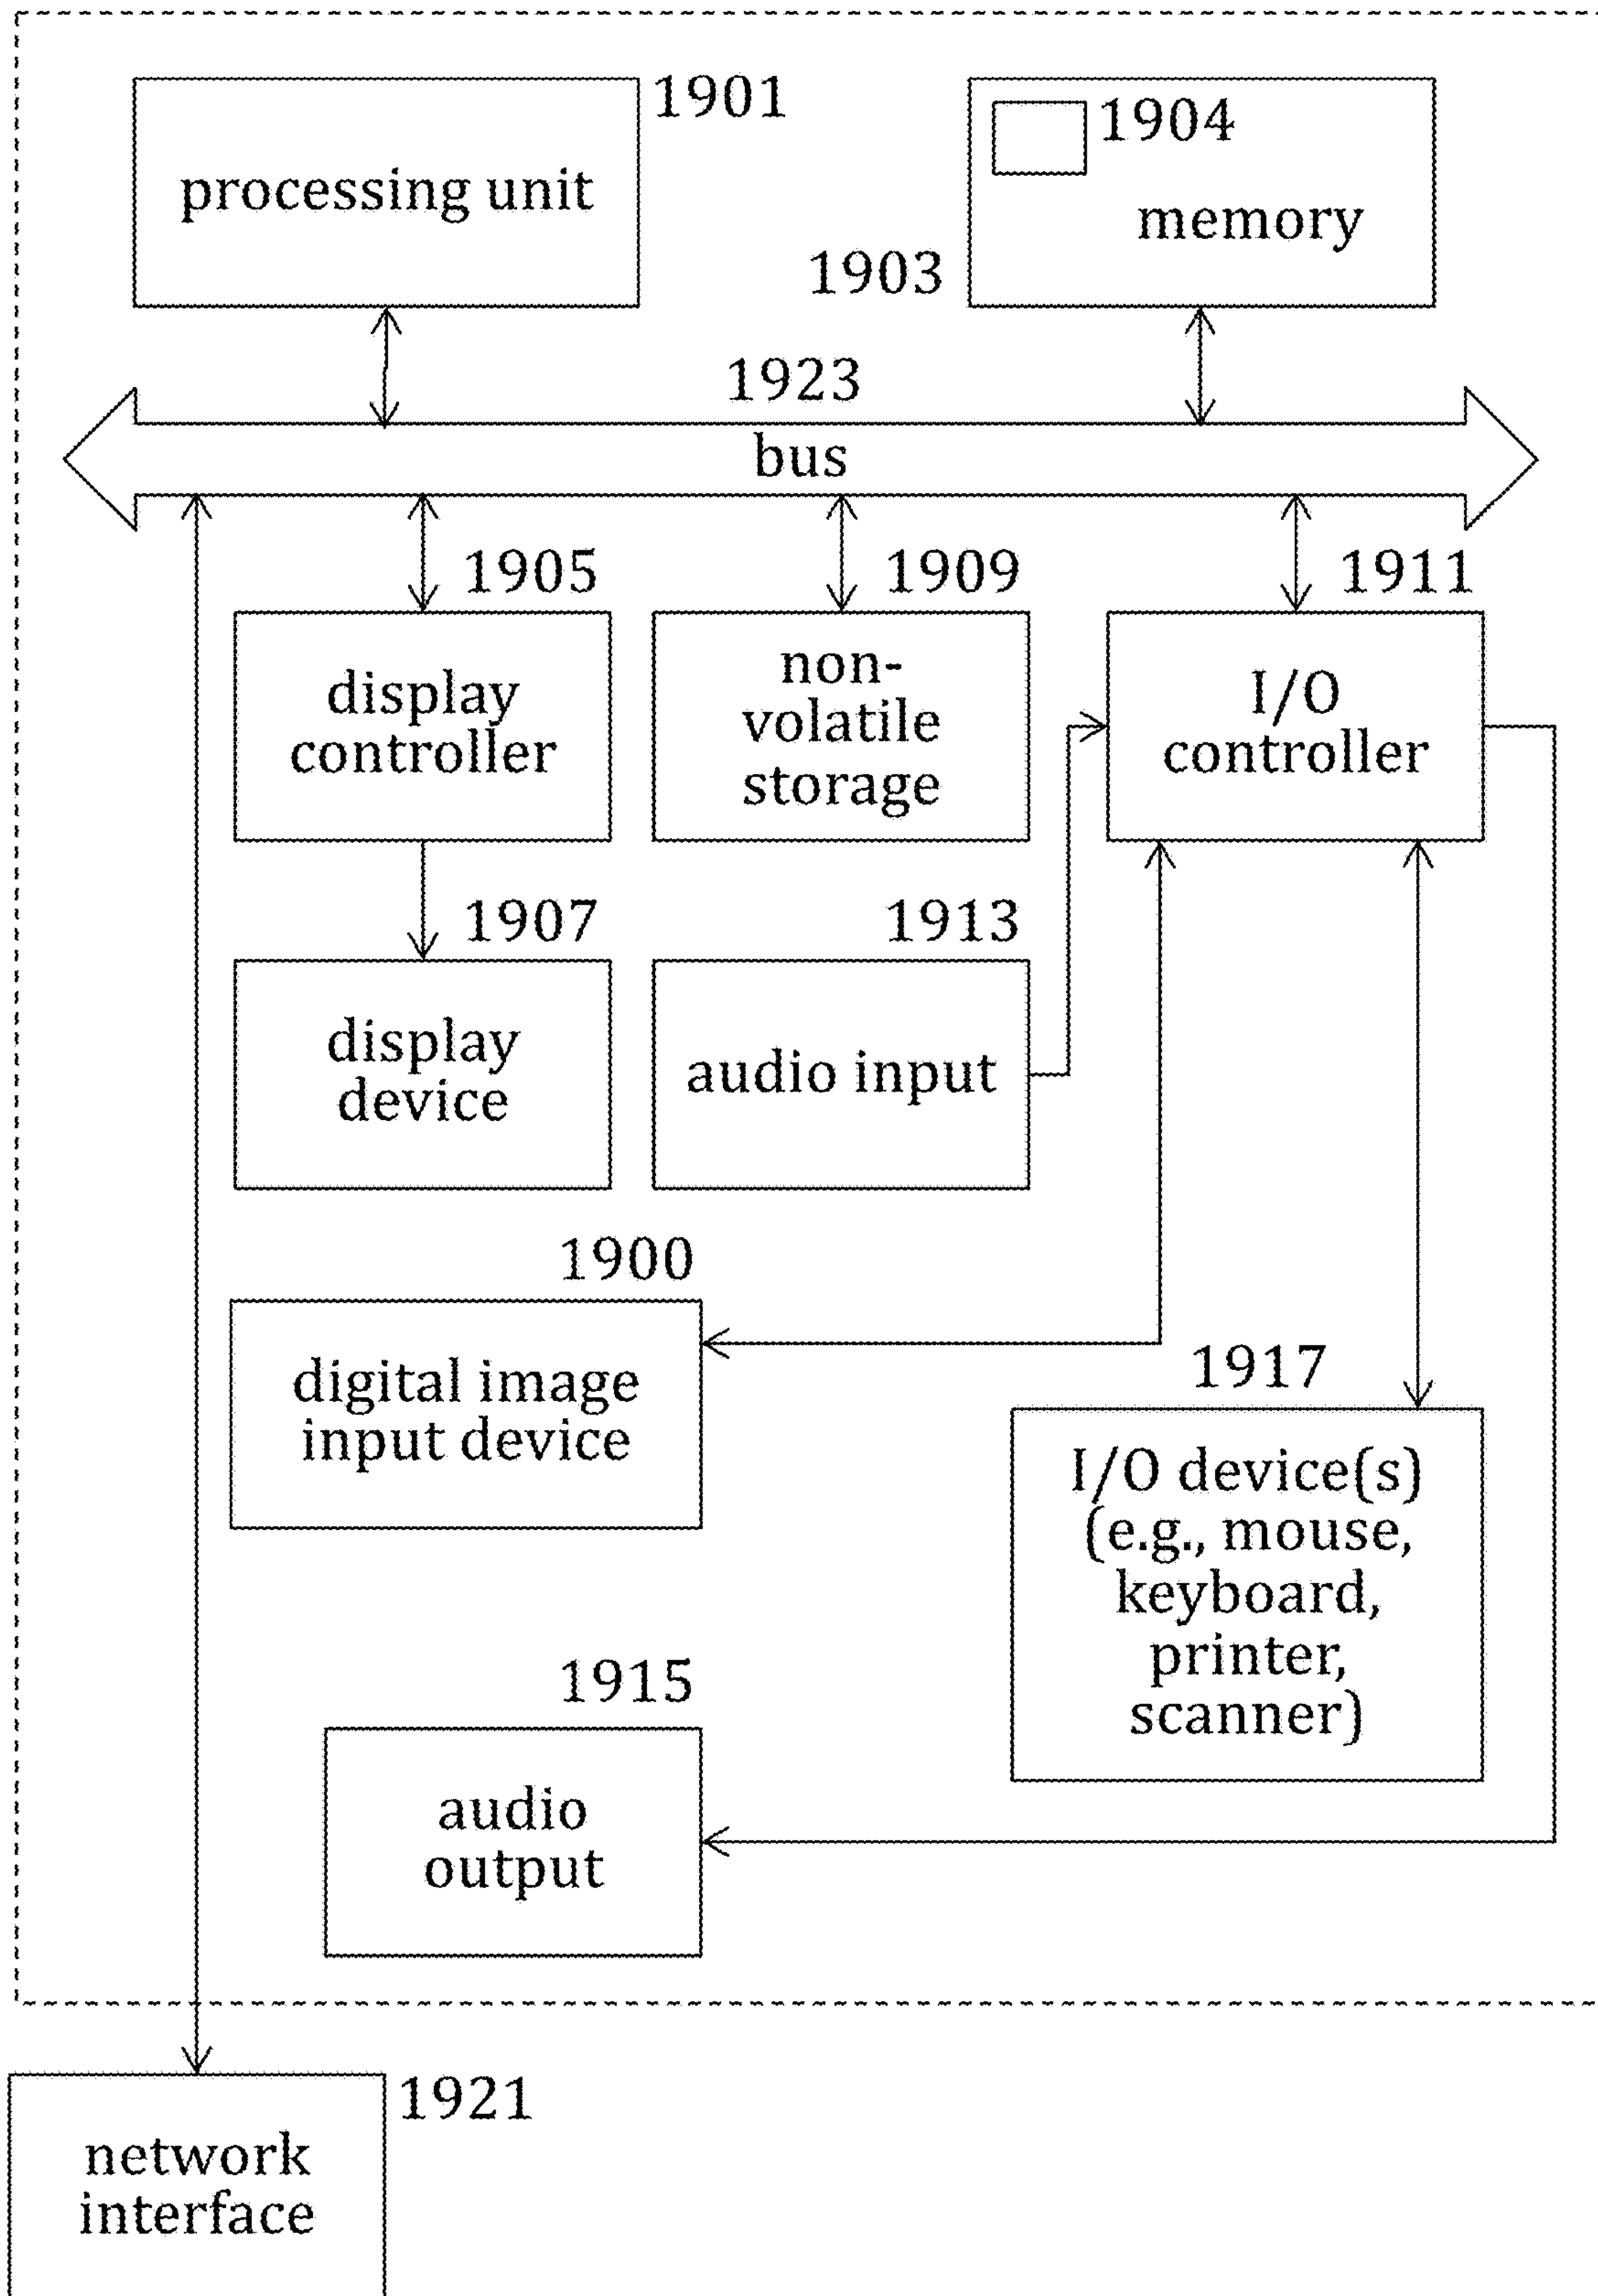 1901
processing unit
1904
memory
1903
1923
bus
1905
display
controller
1909
non-
volatile
storage
1911
I/O
controller
1907
display
device
1913
audio input
1900
digital image
input device
1917
I/O device(s)
(e.g., mouse,
keyboard,
printer,
scanner)
1915
audio
output
1921
network
interface